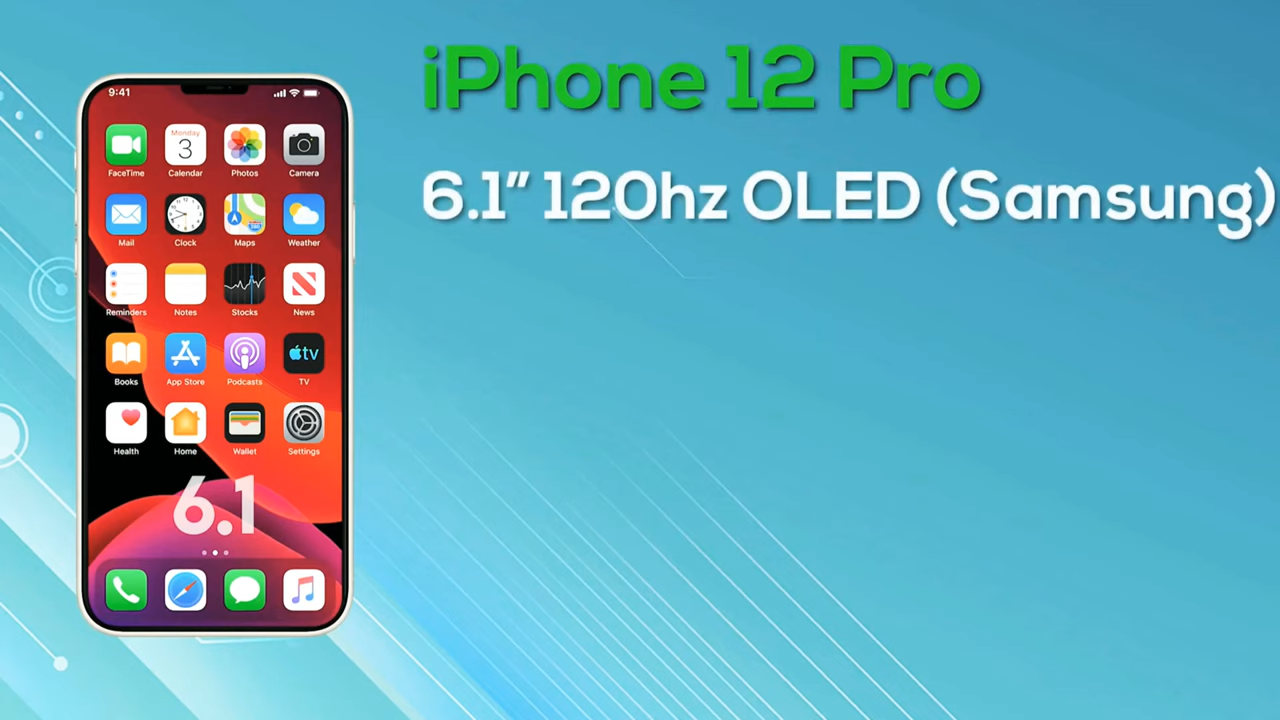 iPhone 12 Pro
6.1” 120hz OLED (Samsung)
9:41
Monday
3
FaceTime Calendar Photos Camera
Mail Clock Maps Weather
Reminders Notes Stocks News
tv
Books App Store Podcasts TV
Health Home Wallet Settings
6.1